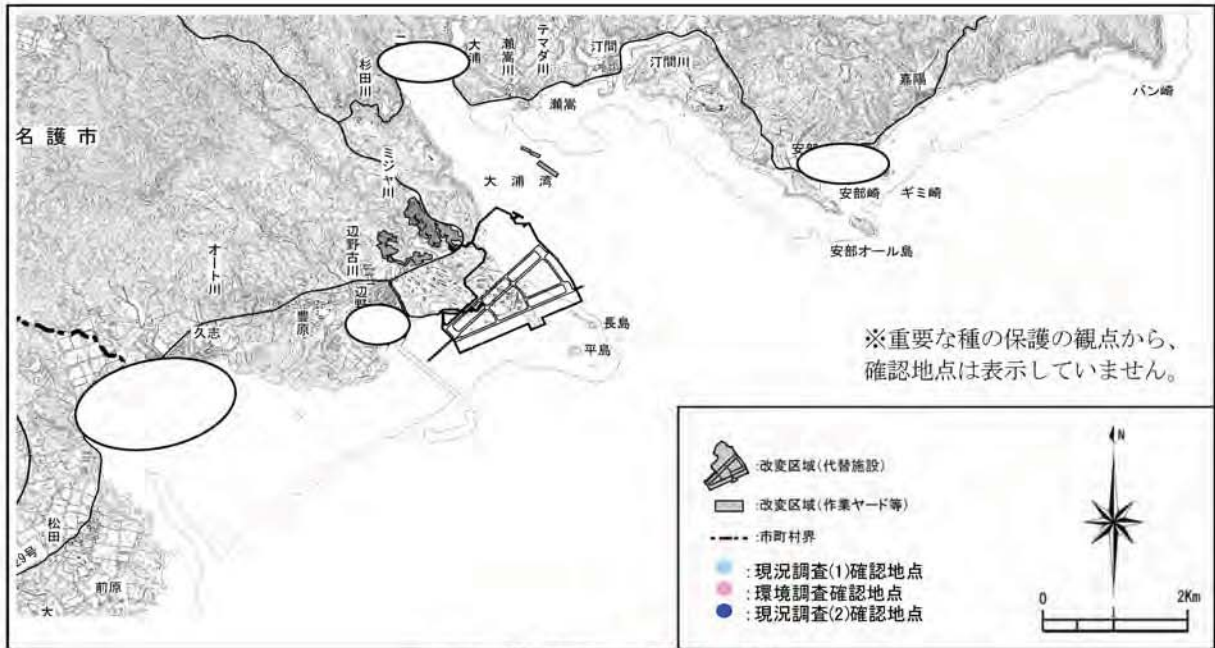 二
大浦
瀬嵩川
テマダ川
汀間
汀間川
杉田川
瀬嵩
嘉陽
バン崎
名護市
ミジャ川
大浦湾
安部
安部崎
ギミ崎
安部オール島
オート川
辺野古川
辺野
久志
豊原
長島
平島
※重要な種の保護の観点から、
確認地点は表示していません。
松田
29号
前原
大
:改変区域(代替施設)
:改変区域(作業ヤード等)
:市町村界
:現況調査(1)確認地点
:環境調査確認地点
:現況調査(2)確認地点
N
0 2Km